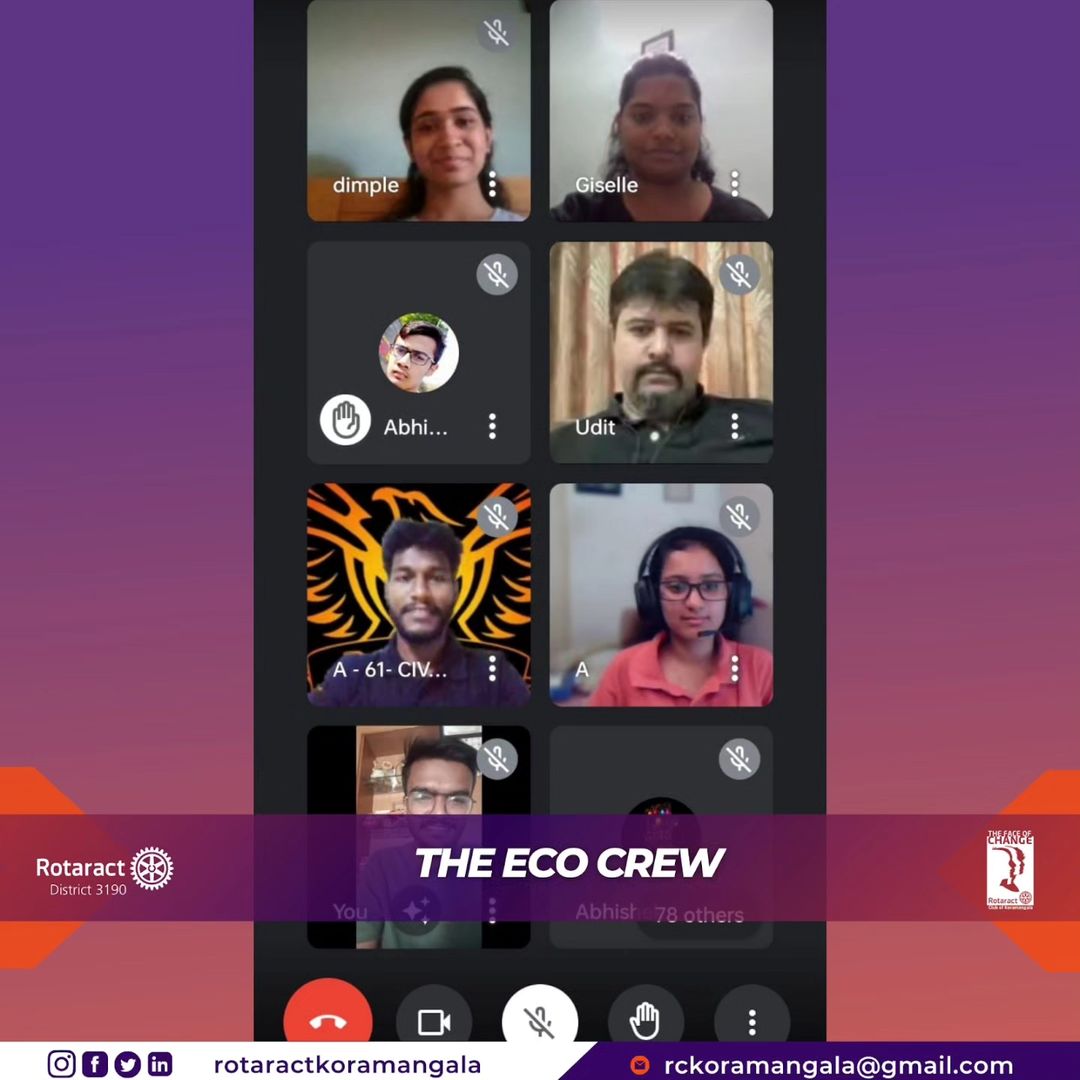 dimple
Giselle
Abhi...
Udit
A - 61- CIV...
A
THE ECO CREW
Rotaract
District 3190
THE FACE OF
CHANGE
Rotaract
Club of Koramangala
You
Abhish
78 others
rotaractkoramangala
rckoramangala@gmail.com